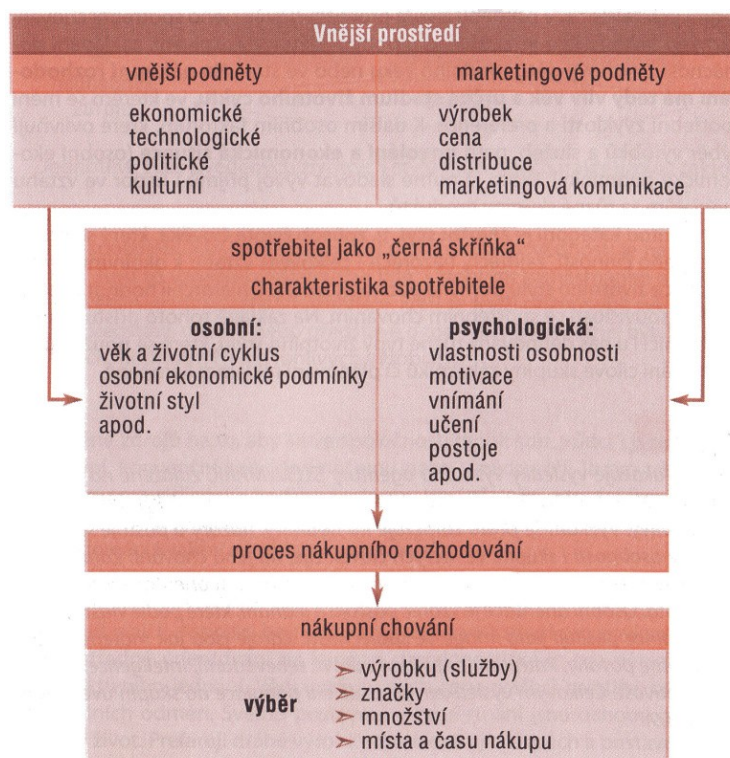 Vnější prostředí
vnější podněty
ekonomické
technologické
politické
kulturní
marketingové podněty
výrobek
cena
distribuce
marketingová komunikace
spotřebitel jako „černá skříňka“
charakteristika spotřebitele
osobní:
věk a životní cyklus
osobní ekonomické podmínky
životní styl
apod.
psychologická:
vlastnosti osobnosti
motivace
vnímání
učení
postoje
apod.
proces nákupního rozhodování
nákupní chování
výběr
➢ výrobku (služby)
➢ značky
➢ množství
➢ místa a času nákupu